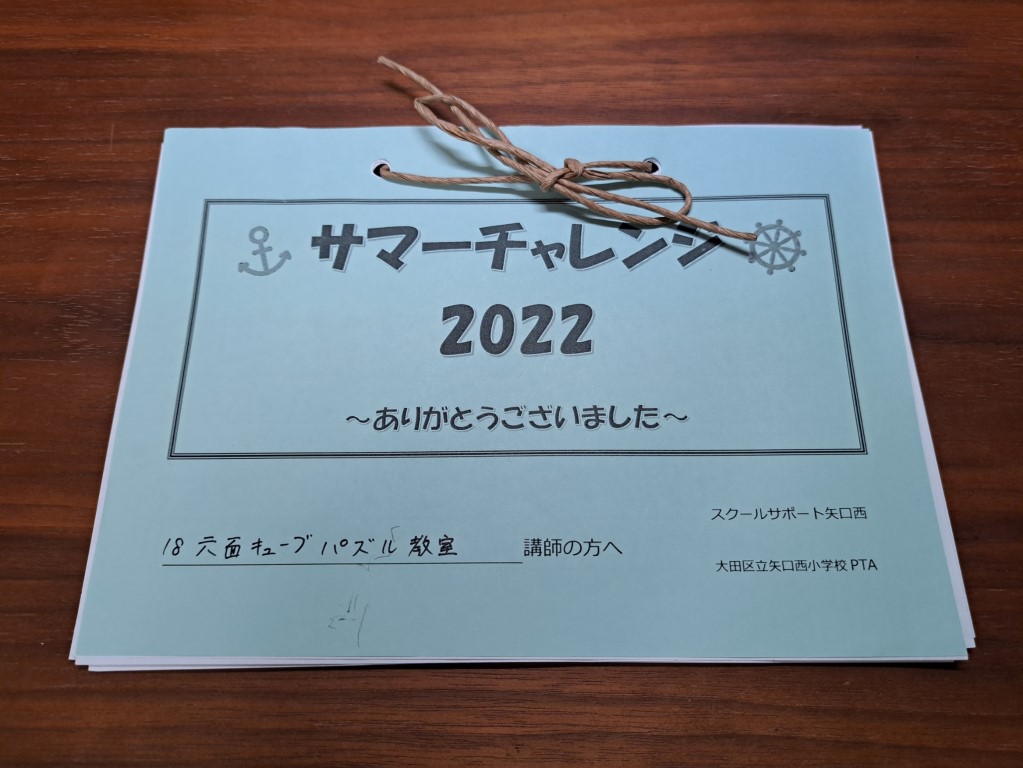 サマーチャレンジ
2022
～ありがとうございました～
スクールサポート矢口西
18 六面キューブパズル教室 講師の方へ
大田区立矢口西小学校 PTA